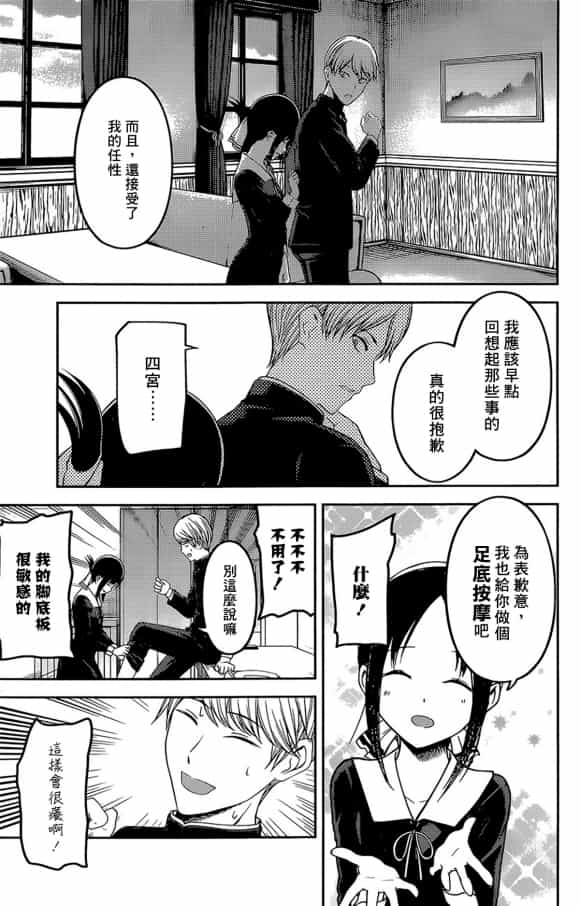 而且，還接受了
我的任性
我應該早點
回想起那些事的
真的很抱歉
四宮……
為表歉意，
我也給你做個
足底按摩吧
什麼！
不不不
不用了！
別這麼說嘛
我的腳底板
很敏感的
這樣會很癢啊！